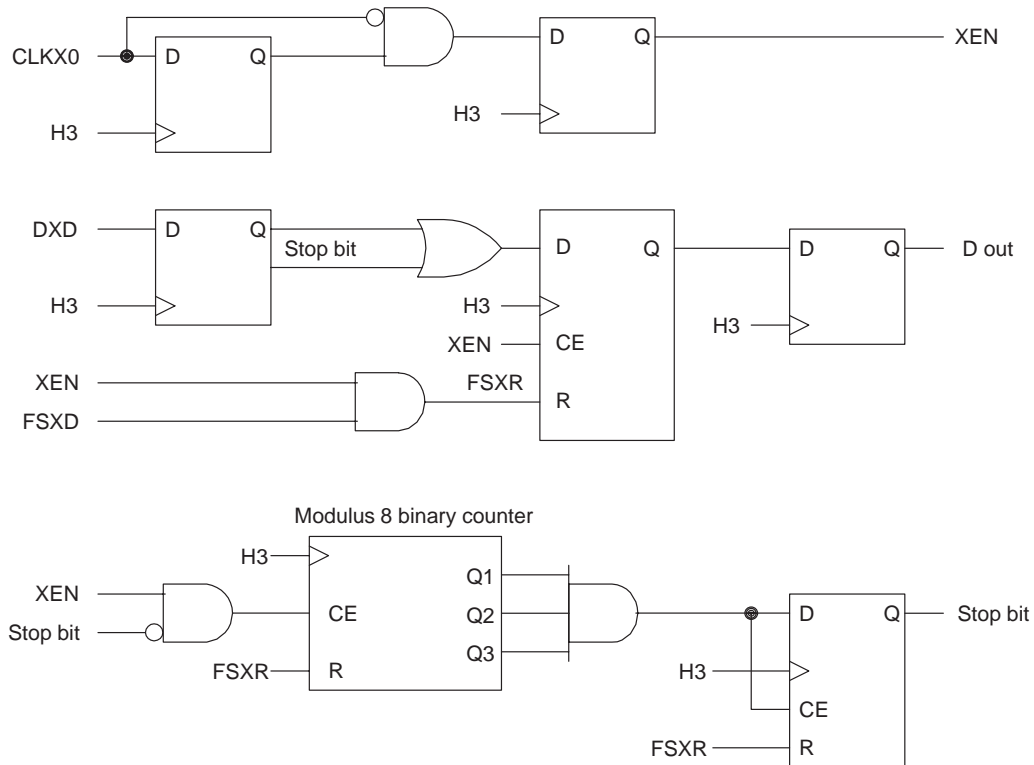 CLKX0
D
Q
H3
D
Q
H3
XEN
DXD
D
Q
Stop bit
H3
D
Q
H3
XEN
CE
FSXR
R
D
Q
H3
D out
XEN
FSXD
Modulus 8 binary counter
H3
XEN
Stop bit
CE
FSXR
R
Q1
Q2
Q3
D
Q
Stop bit
H3
CE
FSXR
R